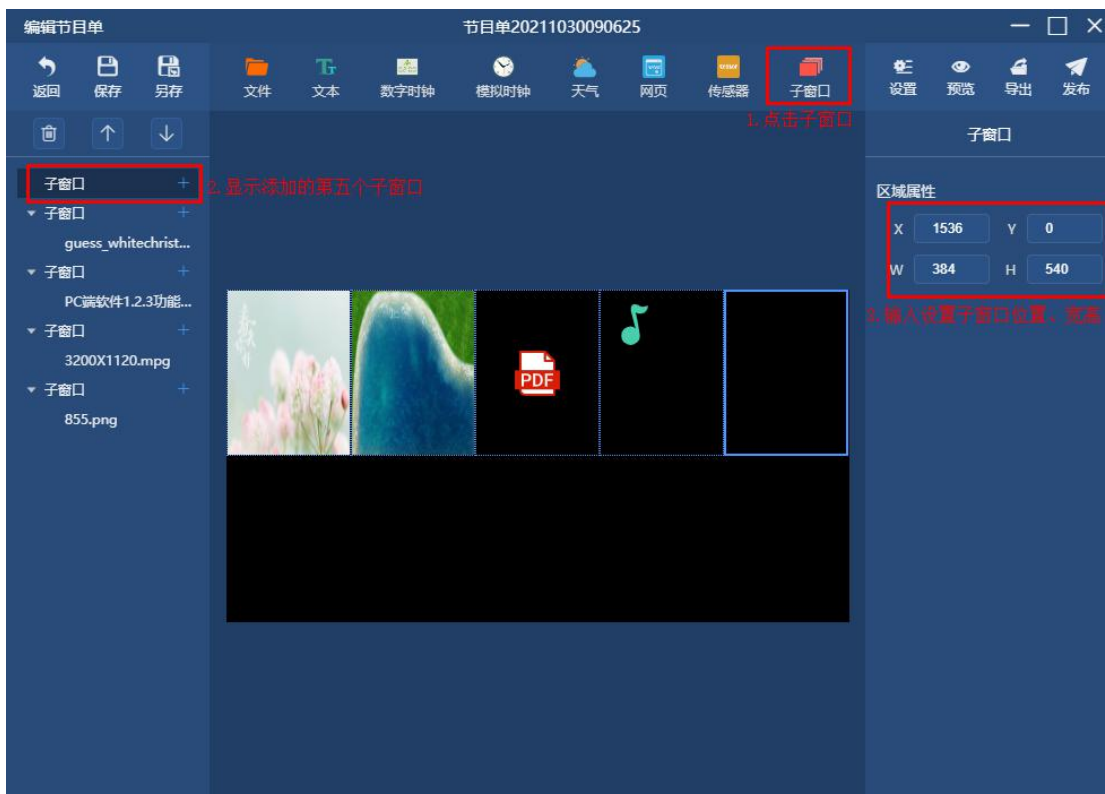 编辑节目单
节目单20211030090625
返回 保存 另存 文件 文本 数字时钟 模拟时钟 天气 网页 传感器 子窗口 设置 预览 导出 发布
1.点击子窗口
子窗口
子窗口 +
2.显示添加的第五个子窗口
区域属性
子窗口 +
X 1536 Y 0
guess_whitechrist...
W 384 H 540
子窗口 +
PC端软件1.2.3功能...
3.输入设置子窗口位置、宽高
子窗口 +
3200X1120.mpg
PDF
子窗口 +
855.png